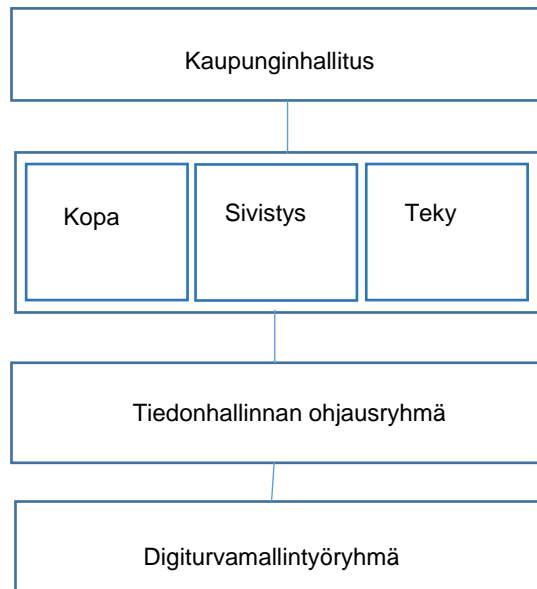 Kaupunginhallitus
Kopa
Sivistys
Teky
Tiedonhallinnan ohjausryhmä
Digiturvamallintyöryhmä